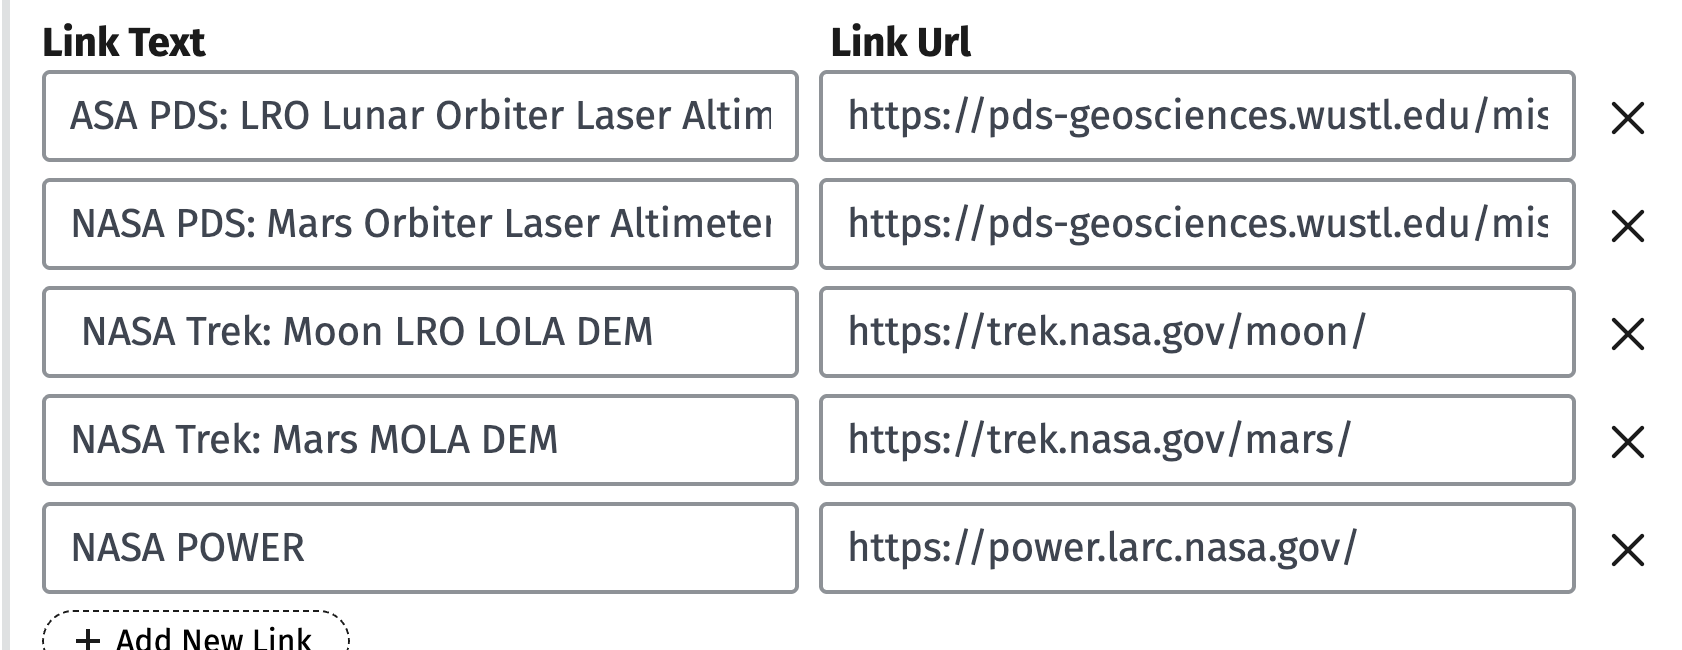 Link Text Link Url
ASA PDS: LRO Lunar Orbiter Laser Altim https://pds-geosciences.wustl.edu/mis
NASA PDS: Mars Orbiter Laser Altimeter https://pds-geosciences.wustl.edu/mis
NASA Trek: Moon LRO LOLA DEM https://trek.nasa.gov/moon/
NASA Trek: Mars MOLA DEM https://trek.nasa.gov/mars/
NASA POWER https://power.larc.nasa.gov/
+ Add New Link